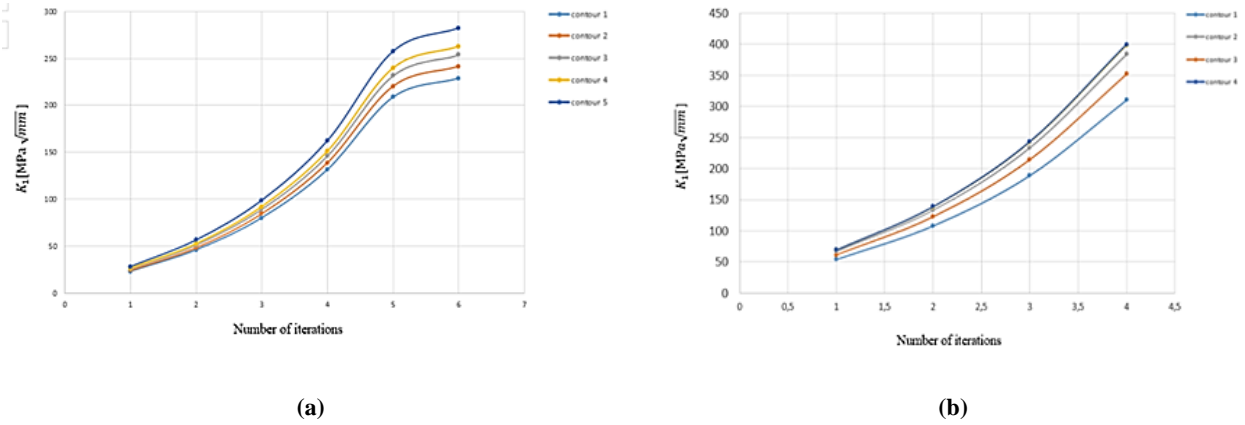 300
250
200
150
100
50
0
K₁[MPa √mm ]
0 1 2 3 4 5 6 7
Number of iterations
contour 1
contour 2
contour 3
contour 4
contour 5
(a)
450
400
350
300
250
200
150
100
50
0
K₁[MPa√mm ]
0 0,5 1 1,5 2 2,5 3 3,5 4 4,5
Number of iterations
contour 1
contour 2
contour 3
contour 4
(b)